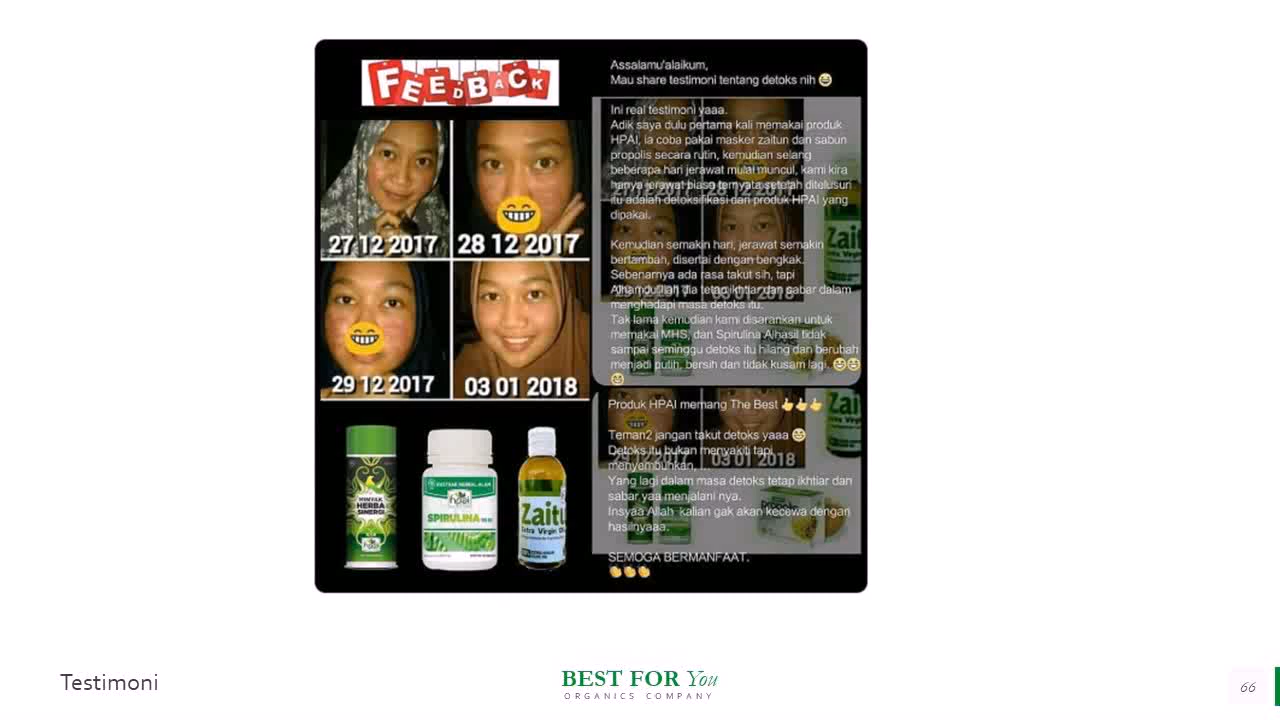 FEEDBACK
27 12 2017
28 12 2017
29 12 2017
03 01 2018
MINYAK
HERBA
SINERGI
EKSTRAK HERBAL ALAMI
hpai
SPIRULINA
Zaitu
Extra Virgin
Assalamu'alaikum,
Mau share testimoni tentang detoks nih 😄
Ini real testimoni yaaa.
Adik saya dulu pertama kali memakai produk
HPAI, ia coba pakai masker zaitun dan sabun
propolis secara rutin, kemudian selang
beberapa hari jerawat mulai muncul, kami kira
hanya jerawat biasa ternyata setelah ditelusuri
itu adalah detoksifikasi dari produk HPAI yang
dipakai.
Kemudian semakin hari, jerawat semakin
bertambah, disertai dengan bengkak.
Sebenarnya ada rasa takut sih, tapi
Alhamdulillah dia tetap ikhtiar dan sabar dalam
menghadapi masa detoks itu.
Tak lama kemudian kami disarankan untuk
memakai MHS, dan Spirulina Alhasil tidak
sampai seminggu detoks itu hilang dan berubah
menjadi putih, bersih dan tidak kusam lagi. 😄😄
😄
Produk HPAI memang The Best 👍👍👍
Teman2 jangan takut detoks yaaa 😄
Detoks itu bukan menyakiti tapi
menyembuhkan, ...
Yang lagi dalam masa detoks tetap ikhtiar dan
sabar yaa menjalani nya.
Insyaa Allah kalian gak akan kecewa dengan
hasilnyaaa.
SEMOGA BERMANFAAT.
👏👏👏
Testimoni
BEST FOR You
ORGANICS COMPANY
66